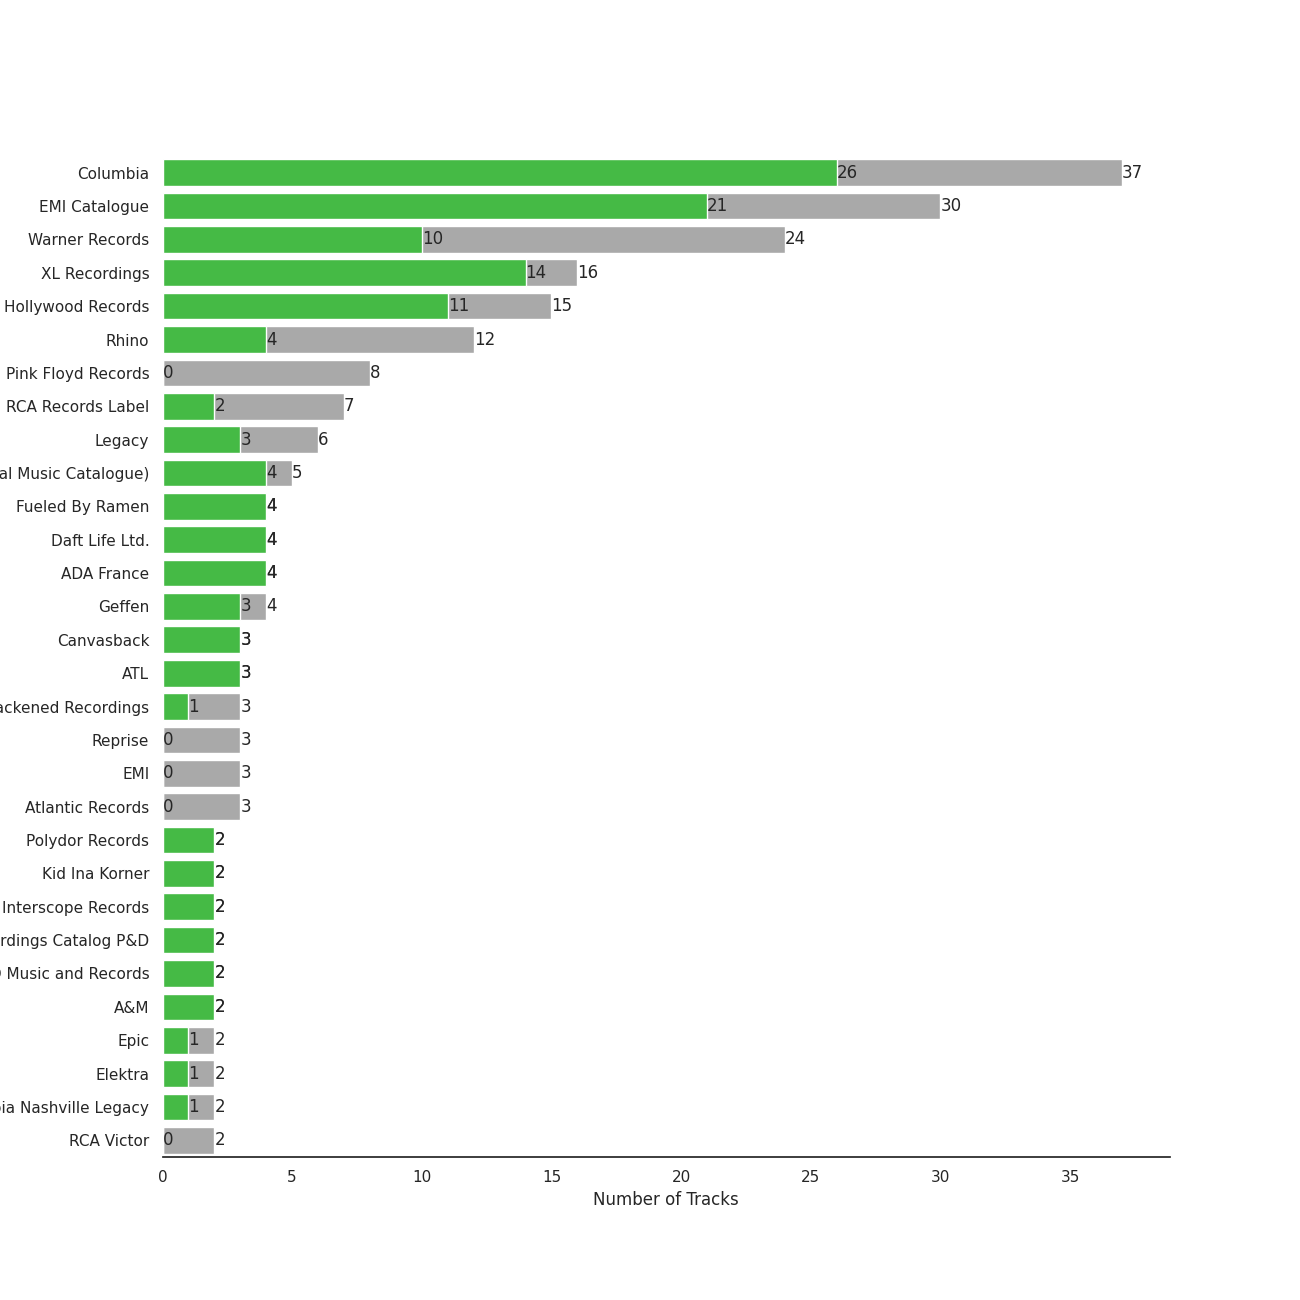 Columbia 26 37
EMI Catalogue 21 30
Warner Records 10 24
XL Recordings 14 16
Hollywood Records 11 15
Rhino 4 12
Pink Floyd Records 0 8
RCA Records Label 2 7
Legacy 3 6
Music Catalogue) 4 5
Fueled By Ramen 4
Daft Life Ltd. 4
ADA France 4
Geffen 3 4
Canvasback 3
ATL 3
Recordings 1 3
Reprise 0 3
EMI 0 3
Atlantic Records 0 3
Polydor Records 2
Kid Ina Korner 2
Interscope Records 2
Catalog P&D 2
Music and Records 2
A&M 2
Epic 1 2
Elektra 1 2
Nashville Legacy 1 2
RCA Victor 0 2
0 5 10 15 20 25 30 35
Number of Tracks